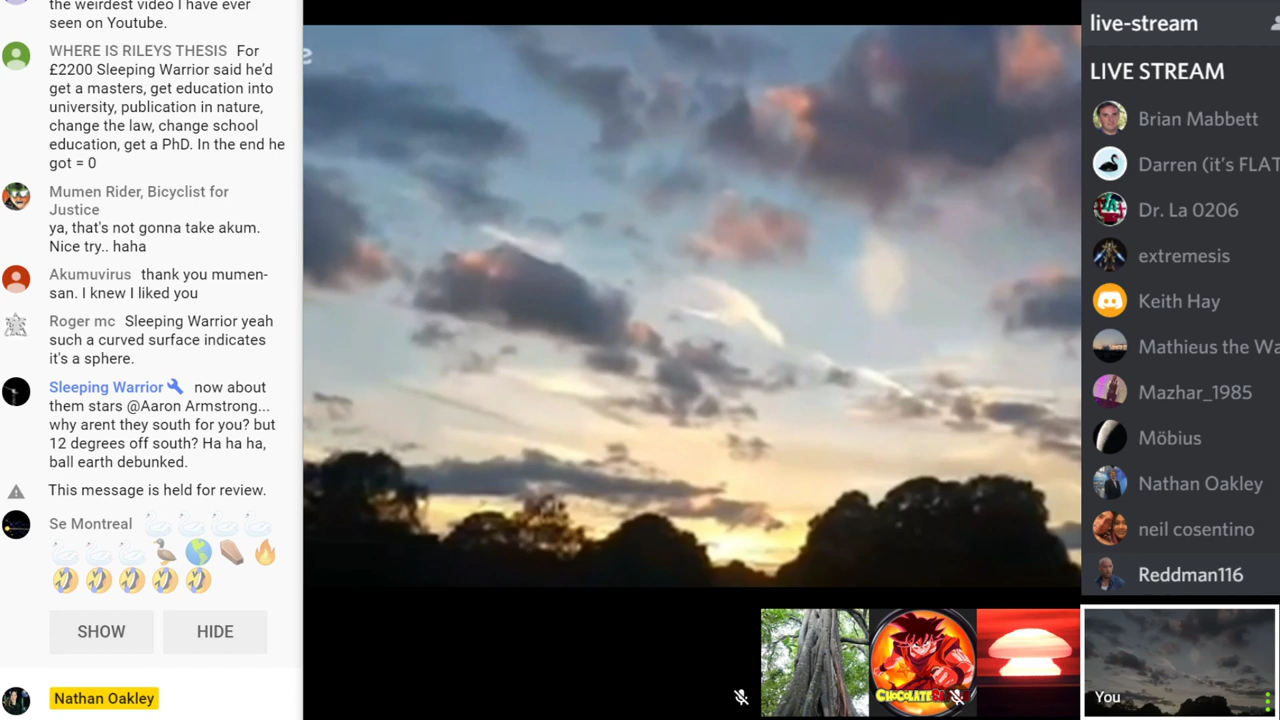 the weirdest video I have ever
seen on Youtube.
WHERE IS RILEYS THESIS For
£2200 Sleeping Warrior said he'd
get a masters, get education into
university, publication in nature,
change the law, change school
education, get a PhD. In the end he
got = 0
Mumen Rider, Bicyclist for
Justice
ya, that's not gonna take akum.
Nice try.. haha
Akumuvirus thank you mumen-
san. I knew I liked you
Roger mc Sleeping Warrior yeah
such a curved surface indicates
it's a sphere.
Sleeping Warrior now about
them stars @Aaron Armstrong...
why arent they south for you? but
12 degrees off south? Ha ha ha,
ball earth debunked.
This message is held for review.
Se Montreal
SHOW HIDE
Nathan Oakley
e
live-stream
LIVE STREAM
Brian Mabbett
Darren (it's FLAT
Dr. La 0206
extremesis
Keith Hay
Mathieus the Wa
Mazhar_1985
Möbius
Nathan Oakley
neil cosentino
Reddman116
You